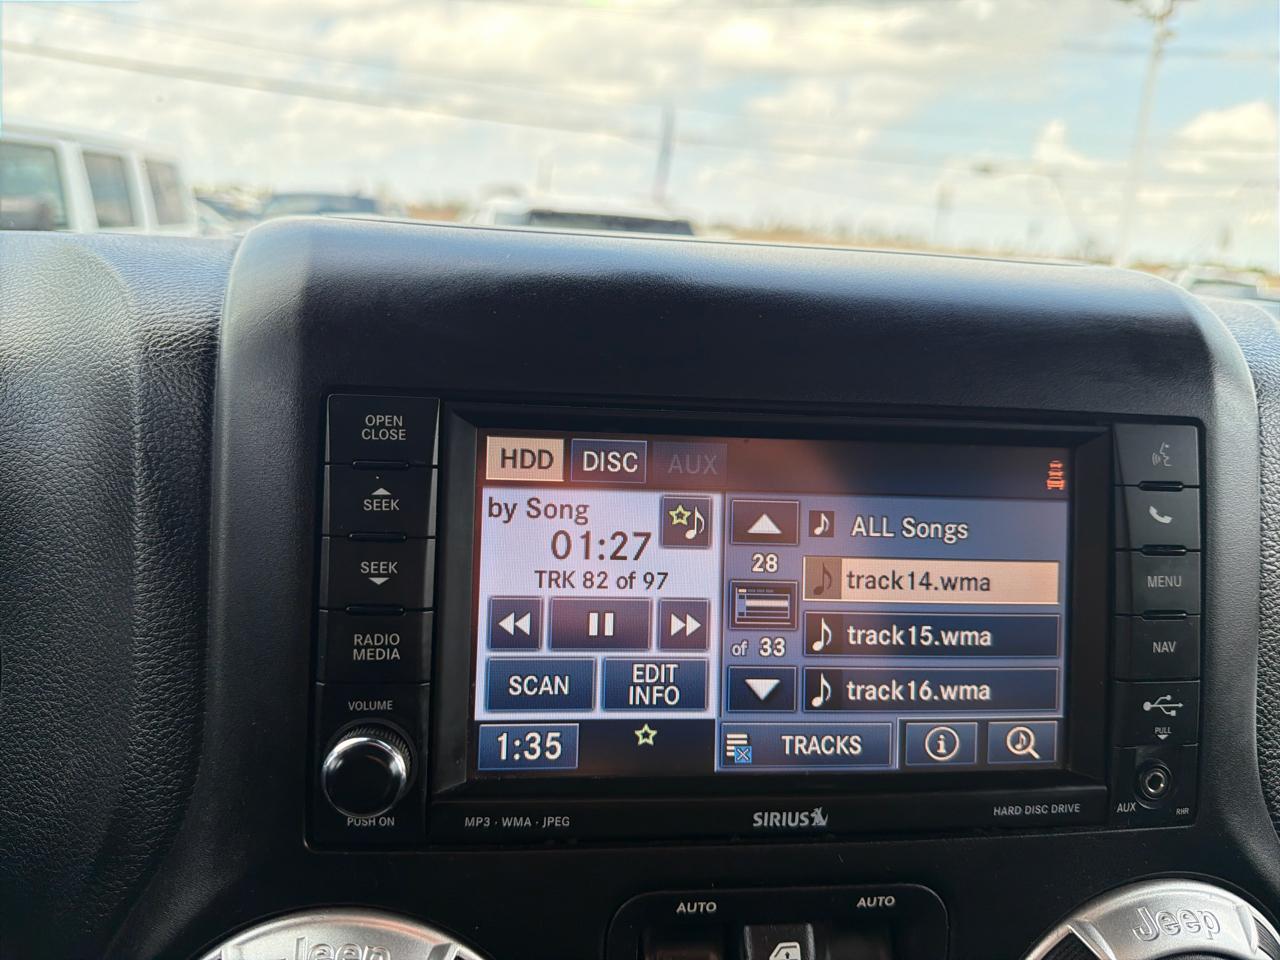 OPEN
CLOSE
SEEK
SEEK
RADIO
MEDIA
VOLUME
PUSH ON
HDD DISC AUX
by Song
01:27
TRK 82 of 97
SCAN
EDIT
INFO
1:35
28
of 33
ALL Songs
track14.wma
track15.wma
track16.wma
TRACKS
MENU
NAV
PULL
AUX
RHR
MP3 · WMA · JPEG
SIRIUS
HARD DISC DRIVE
AUTO AUTO
Jeep Jeep